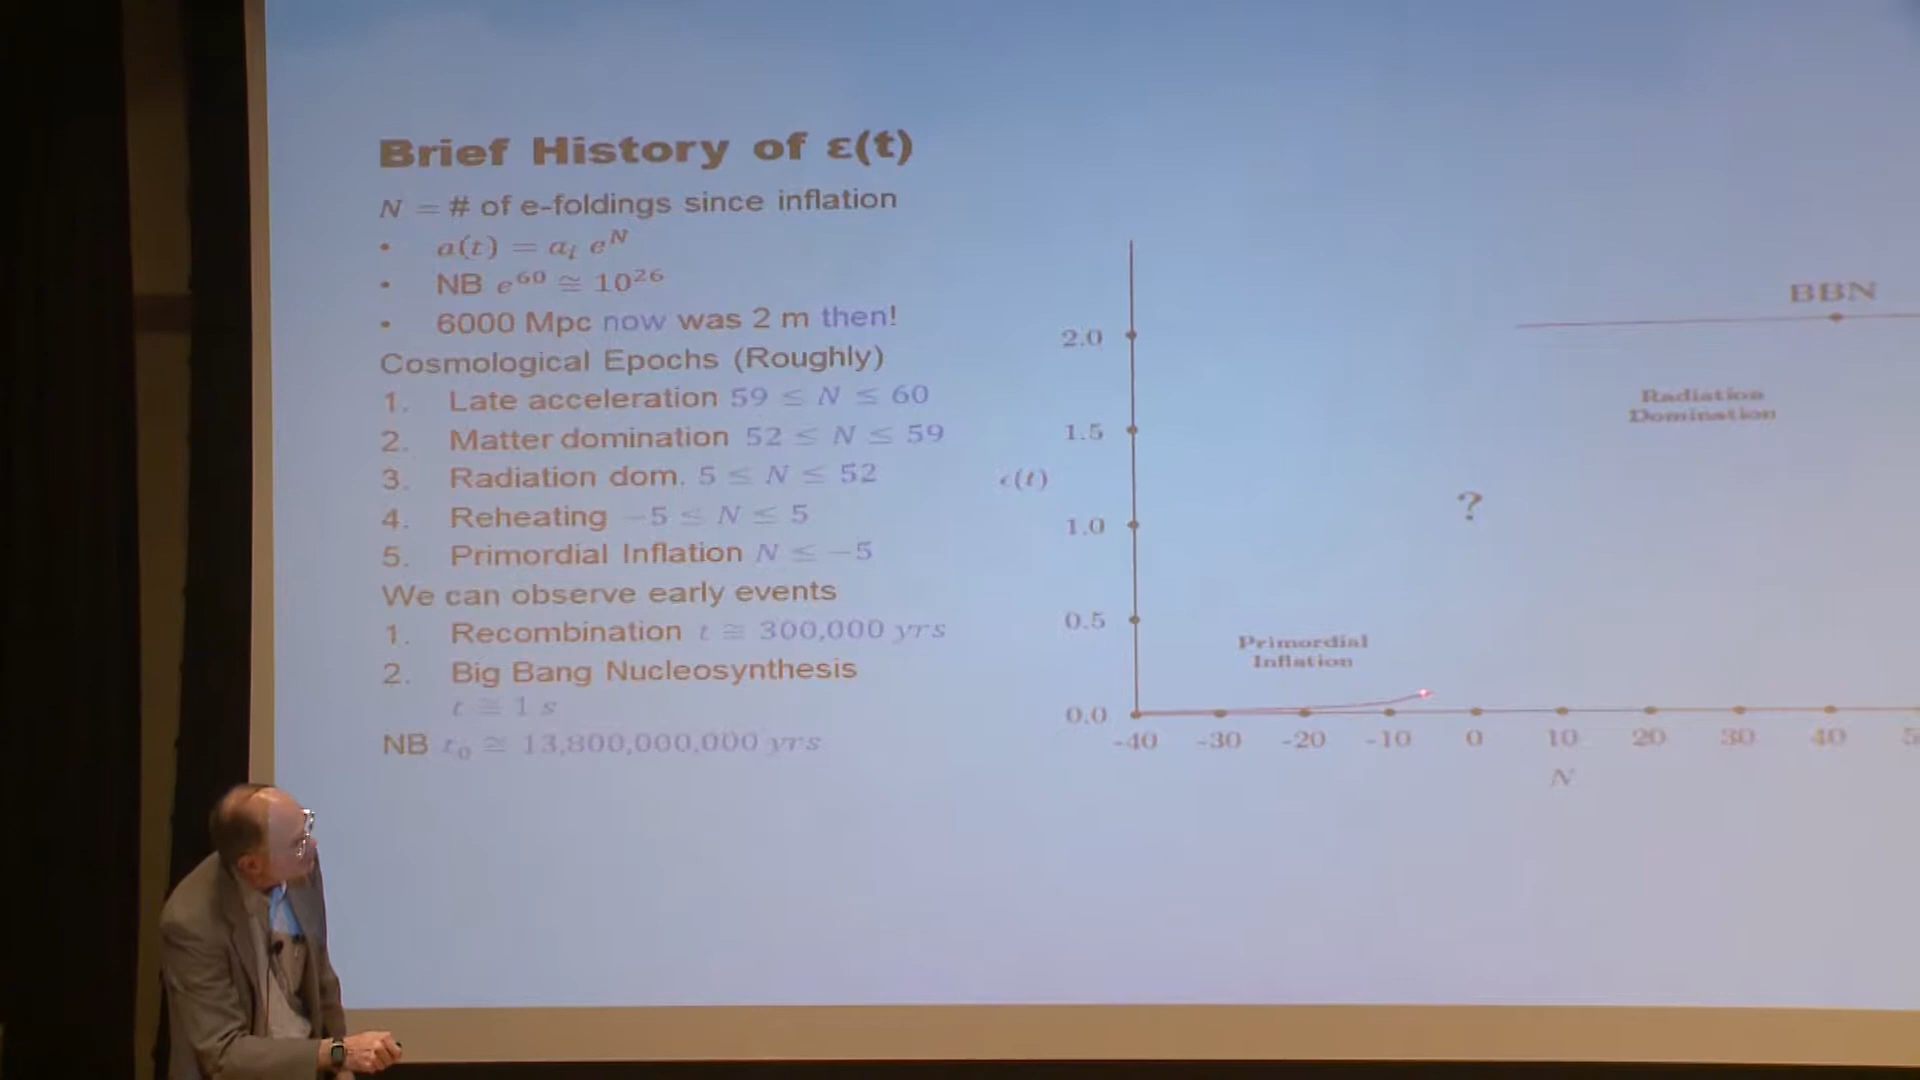 Brief History of ε(t)
N = # of e-foldings since inflation
• a(t) = aᵢ e^N
• NB e^60 ≅ 10^26
• 6000 Mpc now was 2 m then!
Cosmological Epochs (Roughly)
1. Late acceleration 59 ≤ N ≤ 60
2. Matter domination 52 ≤ N ≤ 59
3. Radiation dom. 5 ≤ N ≤ 52
4. Reheating −5 ≤ N ≤ 5
5. Primordial Inflation N ≤ −5
We can observe early events
1. Recombination t ≅ 300,000 yrs
2. Big Bang Nucleosynthesis
t ≅ 1 s
NB t₀ ≅ 13,800,000,000 yrs
BBN
2.0
Radiation
Domination
1.5
ϵ(t)
?
1.0
0.5
Primordial
Inflation
0.0
-40 -30 -20 -10 0 10 20 30 40
N